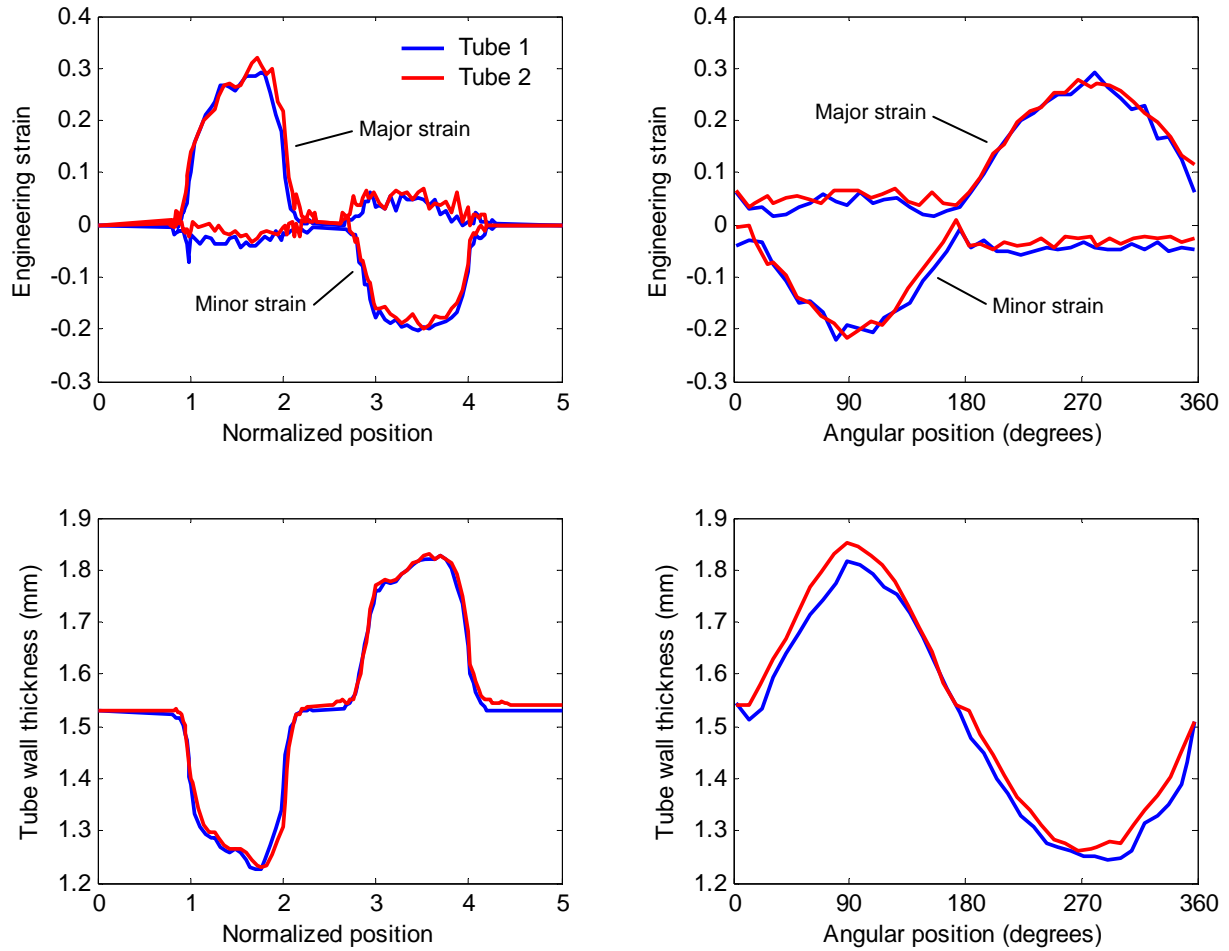 0.4
0.3
0.2
0.1
0
-0.1
-0.2
-0.3
Engineering strain
Tube 1
Tube 2
Major strain
Minor strain
0 1 2 3 4 5
Normalized position
0.4
0.3
0.2
0.1
0
-0.1
-0.2
-0.3
Engineering strain
Major strain
Minor strain
0 90 180 270 360
Angular position (degrees)
1.9
1.8
1.7
1.6
1.5
1.4
1.3
1.2
Tube wall thickness (mm)
0 1 2 3 4 5
Normalized position
1.9
1.8
1.7
1.6
1.5
1.4
1.3
1.2
Tube wall thickness (mm)
0 90 180 270 360
Angular position (degrees)